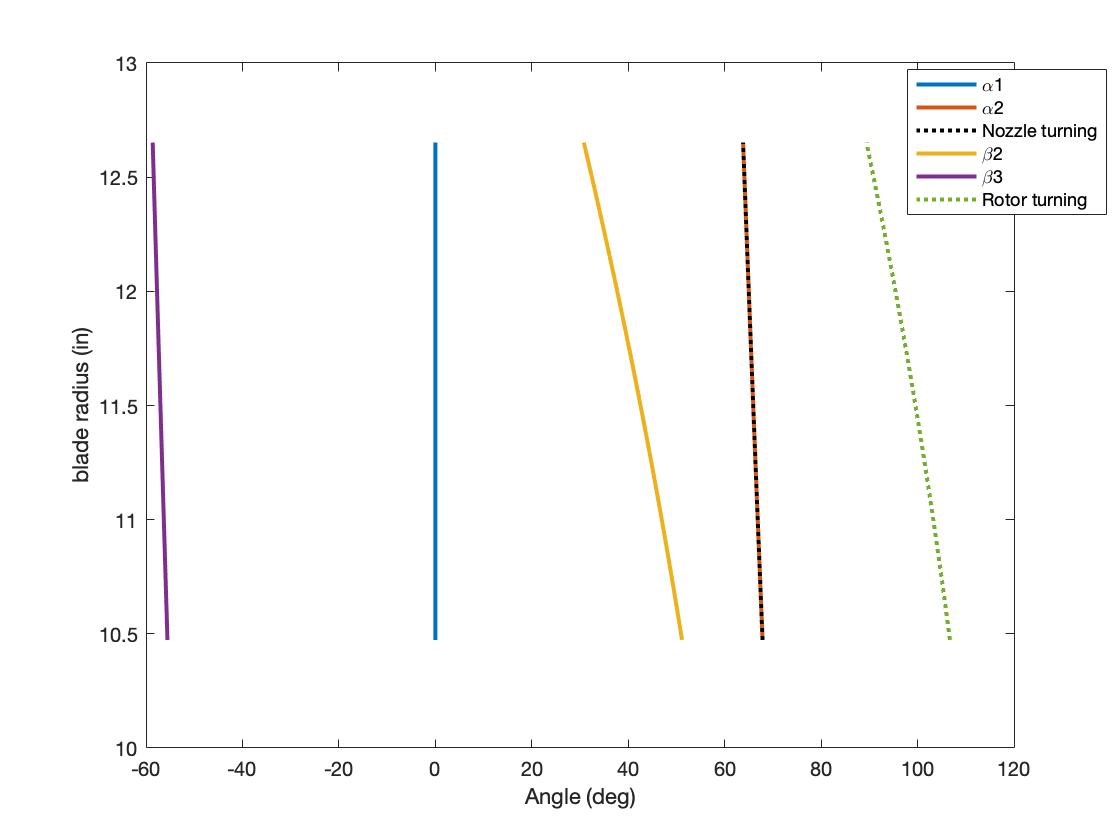 13
12.5
12
11.5
11
10.5
10
blade radius (in)
-60 -40 -20 0 20 40 60 80 100 120
Angle (deg)
α1
α2
Nozzle turning
β2
β3
Rotor turning